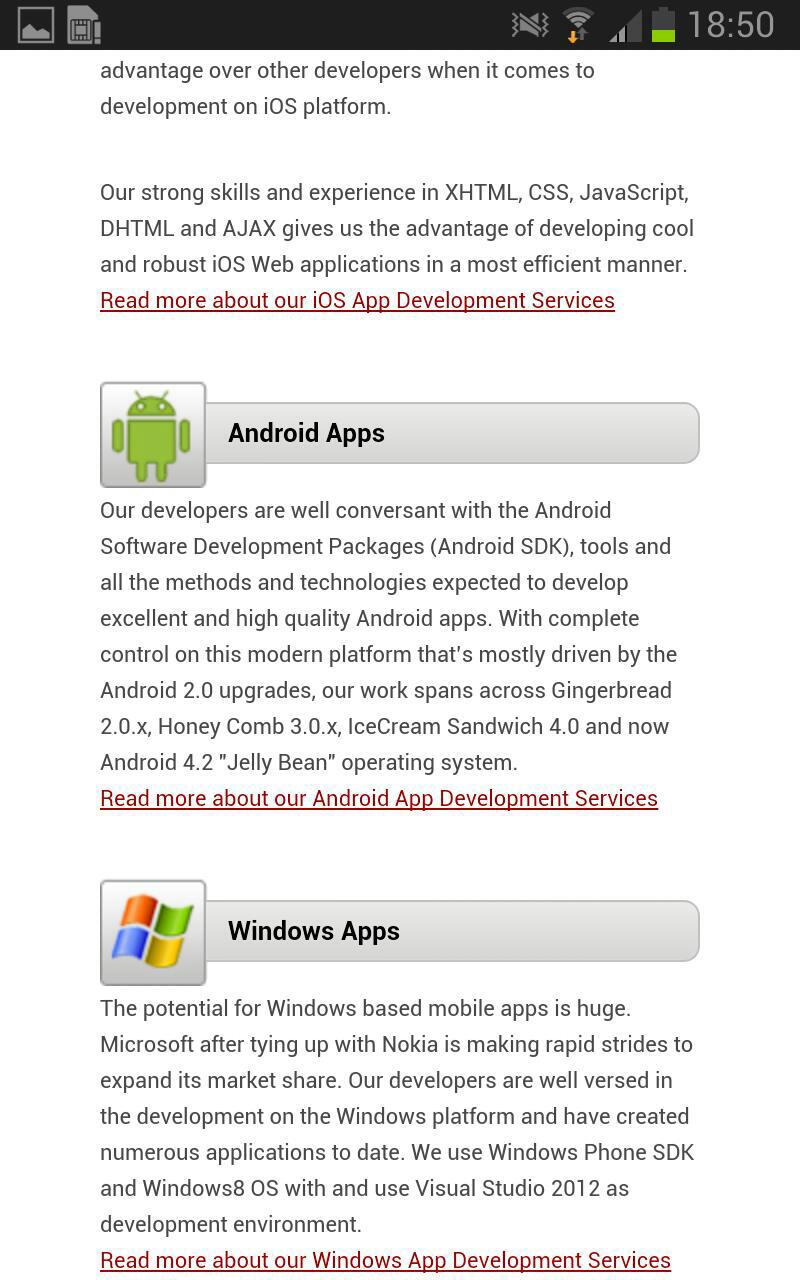 18:50
advantage over other developers when it comes to
development on iOS platform.
Our strong skills and experience in XHTML, CSS, JavaScript,
DHTML and AJAX gives us the advantage of developing cool
and robust iOS Web applications in a most efficient manner.
Read more about our iOS App Development Services
Android Apps
Our developers are well conversant with the Android
Software Development Packages (Android SDK), tools and
all the methods and technologies expected to develop
excellent and high quality Android apps. With complete
control on this modern platform that's mostly driven by the
Android 2.0 upgrades, our work spans across Gingerbread
2.0.x, Honey Comb 3.0.x, IceCream Sandwich 4.0 and now
Android 4.2 "Jelly Bean" operating system.
Read more about our Android App Development Services
Windows Apps
The potential for Windows based mobile apps is huge.
Microsoft after tying up with Nokia is making rapid strides to
expand its market share. Our developers are well versed in
the development on the Windows platform and have created
numerous applications to date. We use Windows Phone SDK
and Windows8 OS with and use Visual Studio 2012 as
development environment.
Read more about our Windows App Development Services